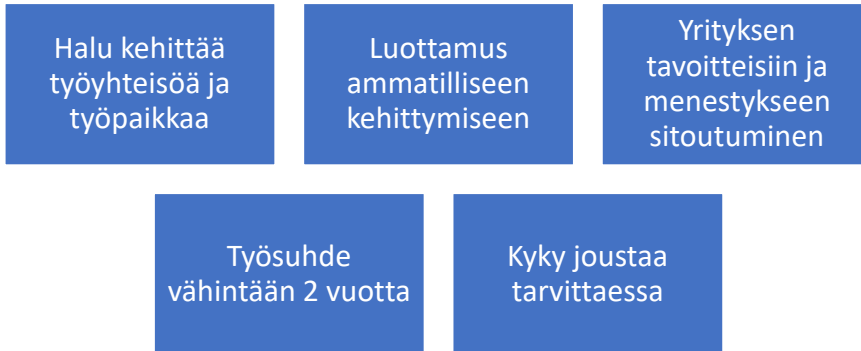 Halu kehittää
työyhteisöä ja
työpaikkaa
Luottamus
ammatilliseen
kehittymiseen
Yrityksen
tavoitteisiin ja
menestykseen
sitoutuminen
Työsuhde
vähintään 2 vuotta
Kyky joustaa
tarvittaessa